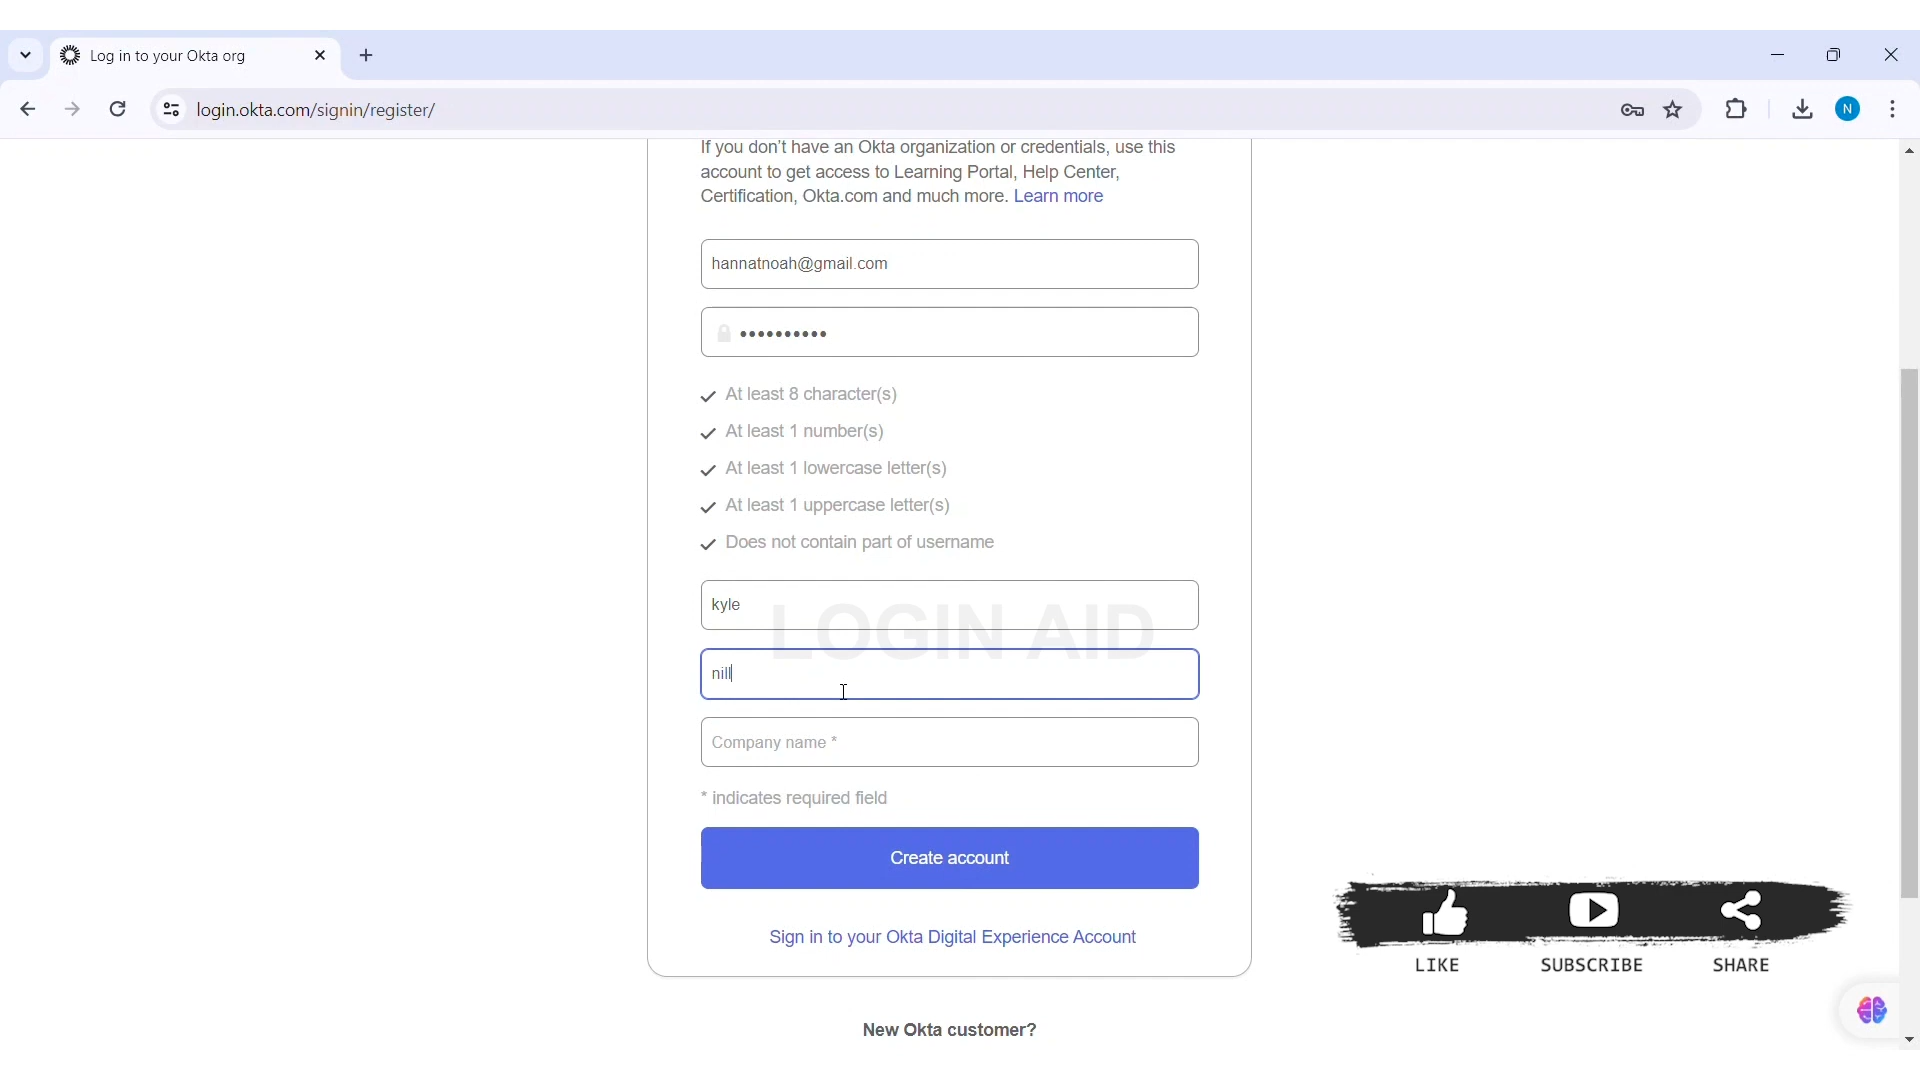 Log in to your Okta org
login.okta.com/signin/register/
N
If you don't have an Okta organization or credentials, use this
account to get access to Learning Portal, Help Center,
Certification, Okta.com and much more. Learn more
hannatnoah@gmail.com
At least 8 character(s)
At least 1 number(s)
At least 1 lowercase letter(s)
At least 1 uppercase letter(s)
Does not contain part of username
kyle
LOGIN AID
nill
Company name *
* indicates required field
Create account
Sign in to your Okta Digital Experience Account
LIKE SUBSCRIBE SHARE
New Okta customer?